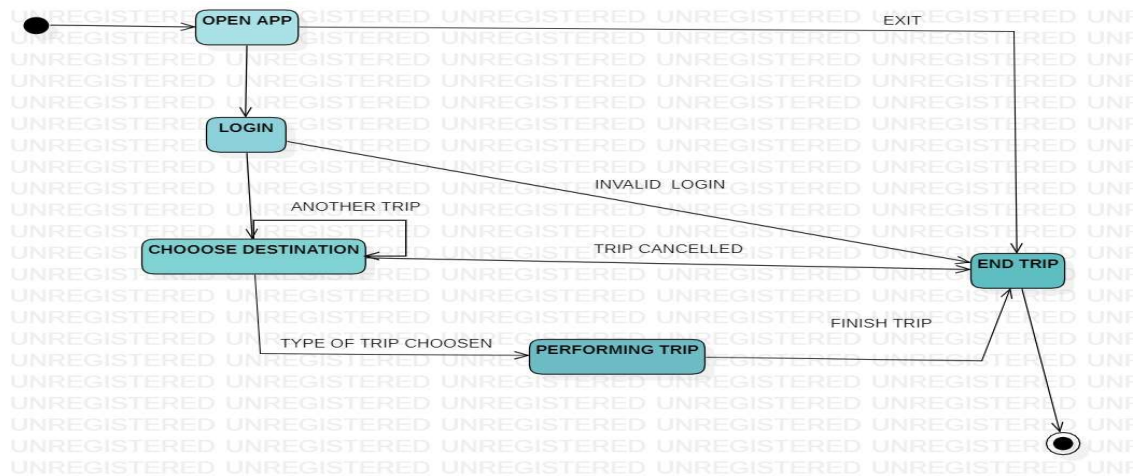 OPEN APP
EXIT
LOGIN
INVALID LOGIN
ANOTHER TRIP
CHOOOSE DESTINATION
TRIP CANCELLED
END TRIP
FINISH TRIP
TYPE OF TRIP CHOOSEN
PERFORMING TRIP
UNREGISTERED